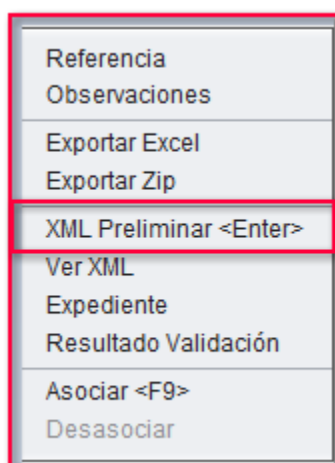 Referencia
Observaciones
Exportar Excel
Exportar Zip
XML Preliminar <Enter>
Ver XML
Expediente
Resultado Validación
Asociar <F9>
Desasociar